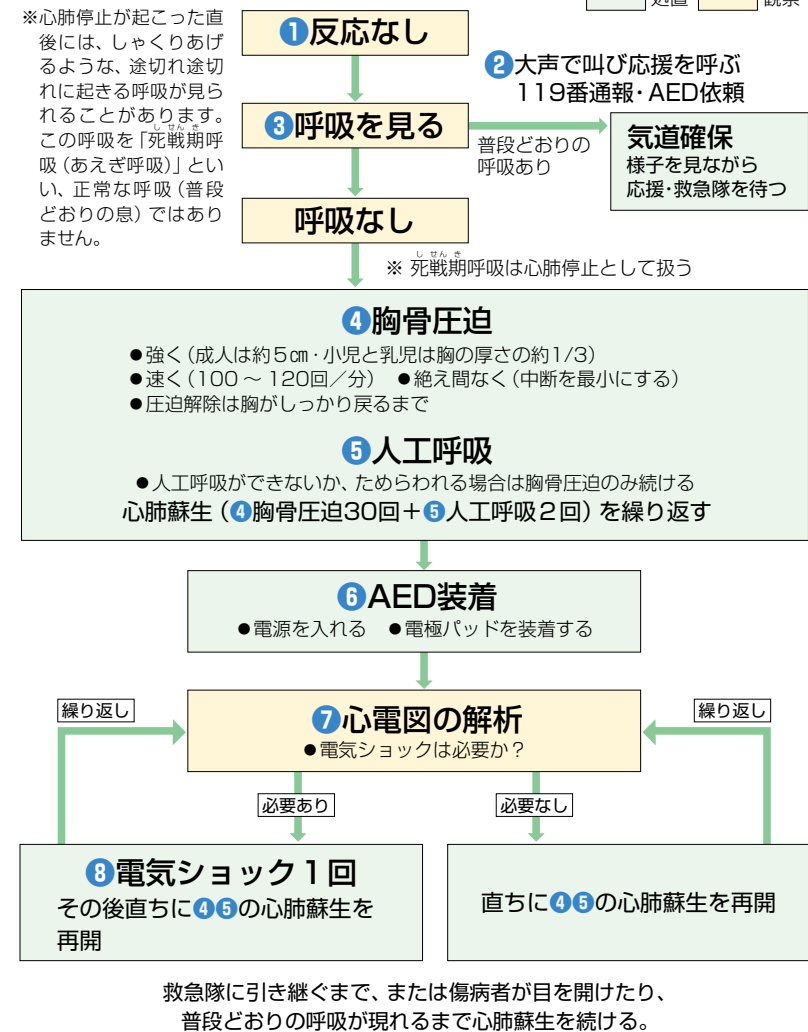 処置
観察
※心肺停止が起こった直
後には、しゃくりあげ
るような、途切れ途切
れに起きる呼吸が見ら
れることがあります。
この呼吸を「死戦期呼
吸(あえぎ呼吸)」とい
い、正常な呼吸(普段
どおりの息)ではあり
ません。
❶反応なし
❷大声で叫び応援を呼ぶ
119番通報・AED依頼
❸呼吸を見る
普段どおりの
呼吸あり
気道確保
様子を見ながら
応援・救急隊を待つ
呼吸なし
※ 死戦期呼吸は心肺停止として扱う
❹胸骨圧迫
●強く(成人は約5㎝・小児と乳児は胸の厚さの約1/3)
●速く(100 ~ 120回/分) ●絶え間なく(中断を最小にする)
●圧迫解除は胸がしっかり戻るまで
❺人工呼吸
●人工呼吸ができないか、ためらわれる場合は胸骨圧迫のみ続ける
心肺蘇生(❹胸骨圧迫30回+❺人工呼吸2回)を繰り返す
❻AED装着
●電源を入れる ●電極パッドを装着する
繰り返し
繰り返し
❼心電図の解析
●電気ショックは必要か?
必要あり
必要なし
❽電気ショック1回
その後直ちに❹❺の心肺蘇生を
再開
直ちに❹❺の心肺蘇生を再開
救急隊に引き継ぐまで、または傷病者が目を開けたり、
普段どおりの呼吸が現れるまで心肺蘇生を続ける。